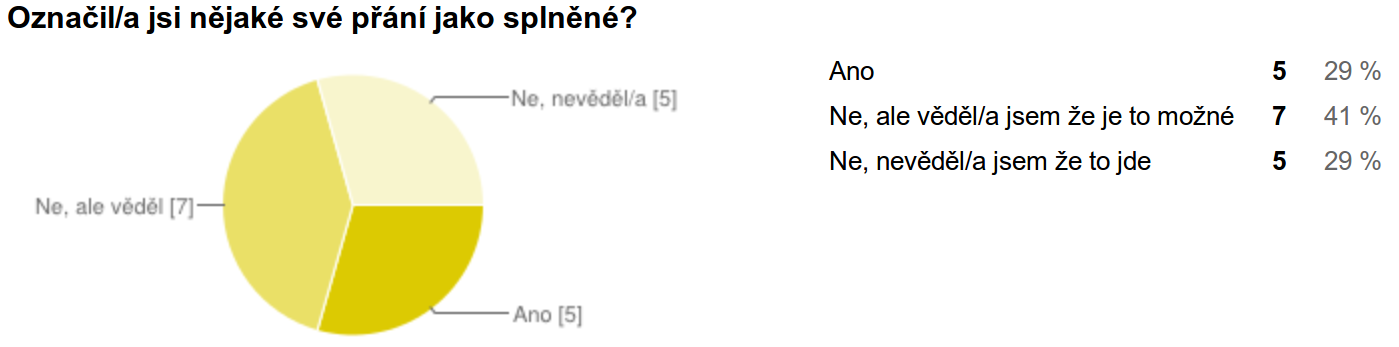 Označil/a jsi nějaké své přání jako splněné?
Ne, nevěděl/a [5]
Ne, ale věděl [7]
Ano [5]
Ano 5 29 %
Ne, ale věděl/a jsem že je to možné 7 41 %
Ne, nevěděl/a jsem že to jde 5 29 %